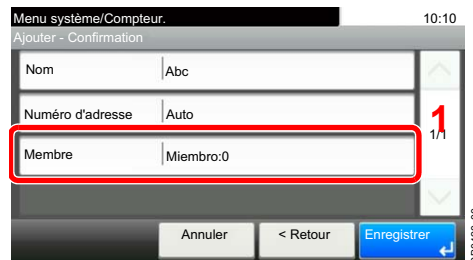 Menu système/Compteur. 10:10
Ajouter - Confirmation
Nom Abc
Numéro d'adresse Auto
1
1/1
Membre Miembro:0
Annuler < Retour Enregistrer